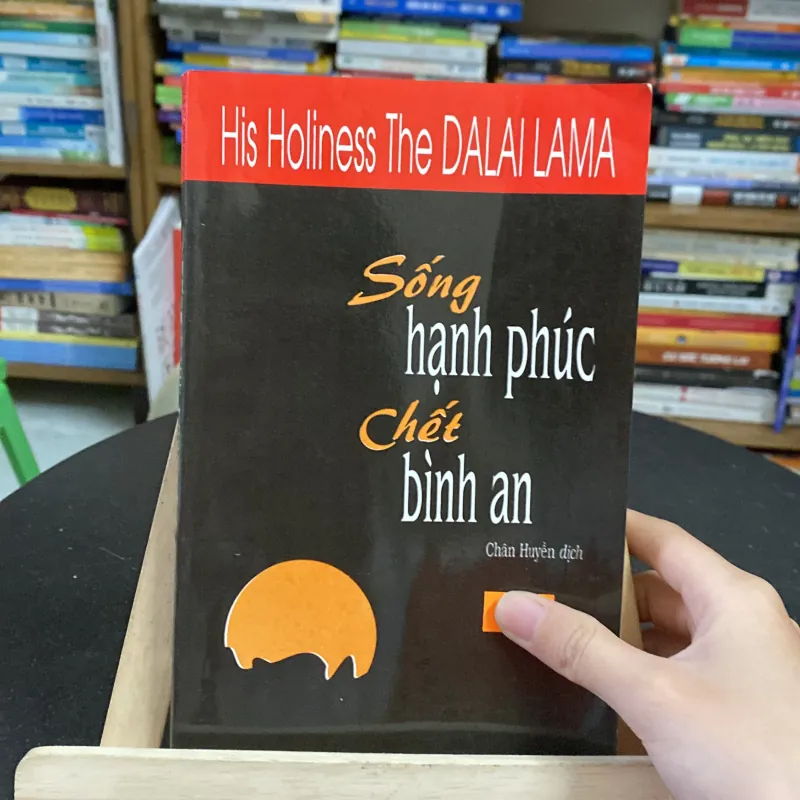 His Holiness The DALAI LAMA
Sống
hạnh phúc
Chết
bình an
Chân Huyền dịch